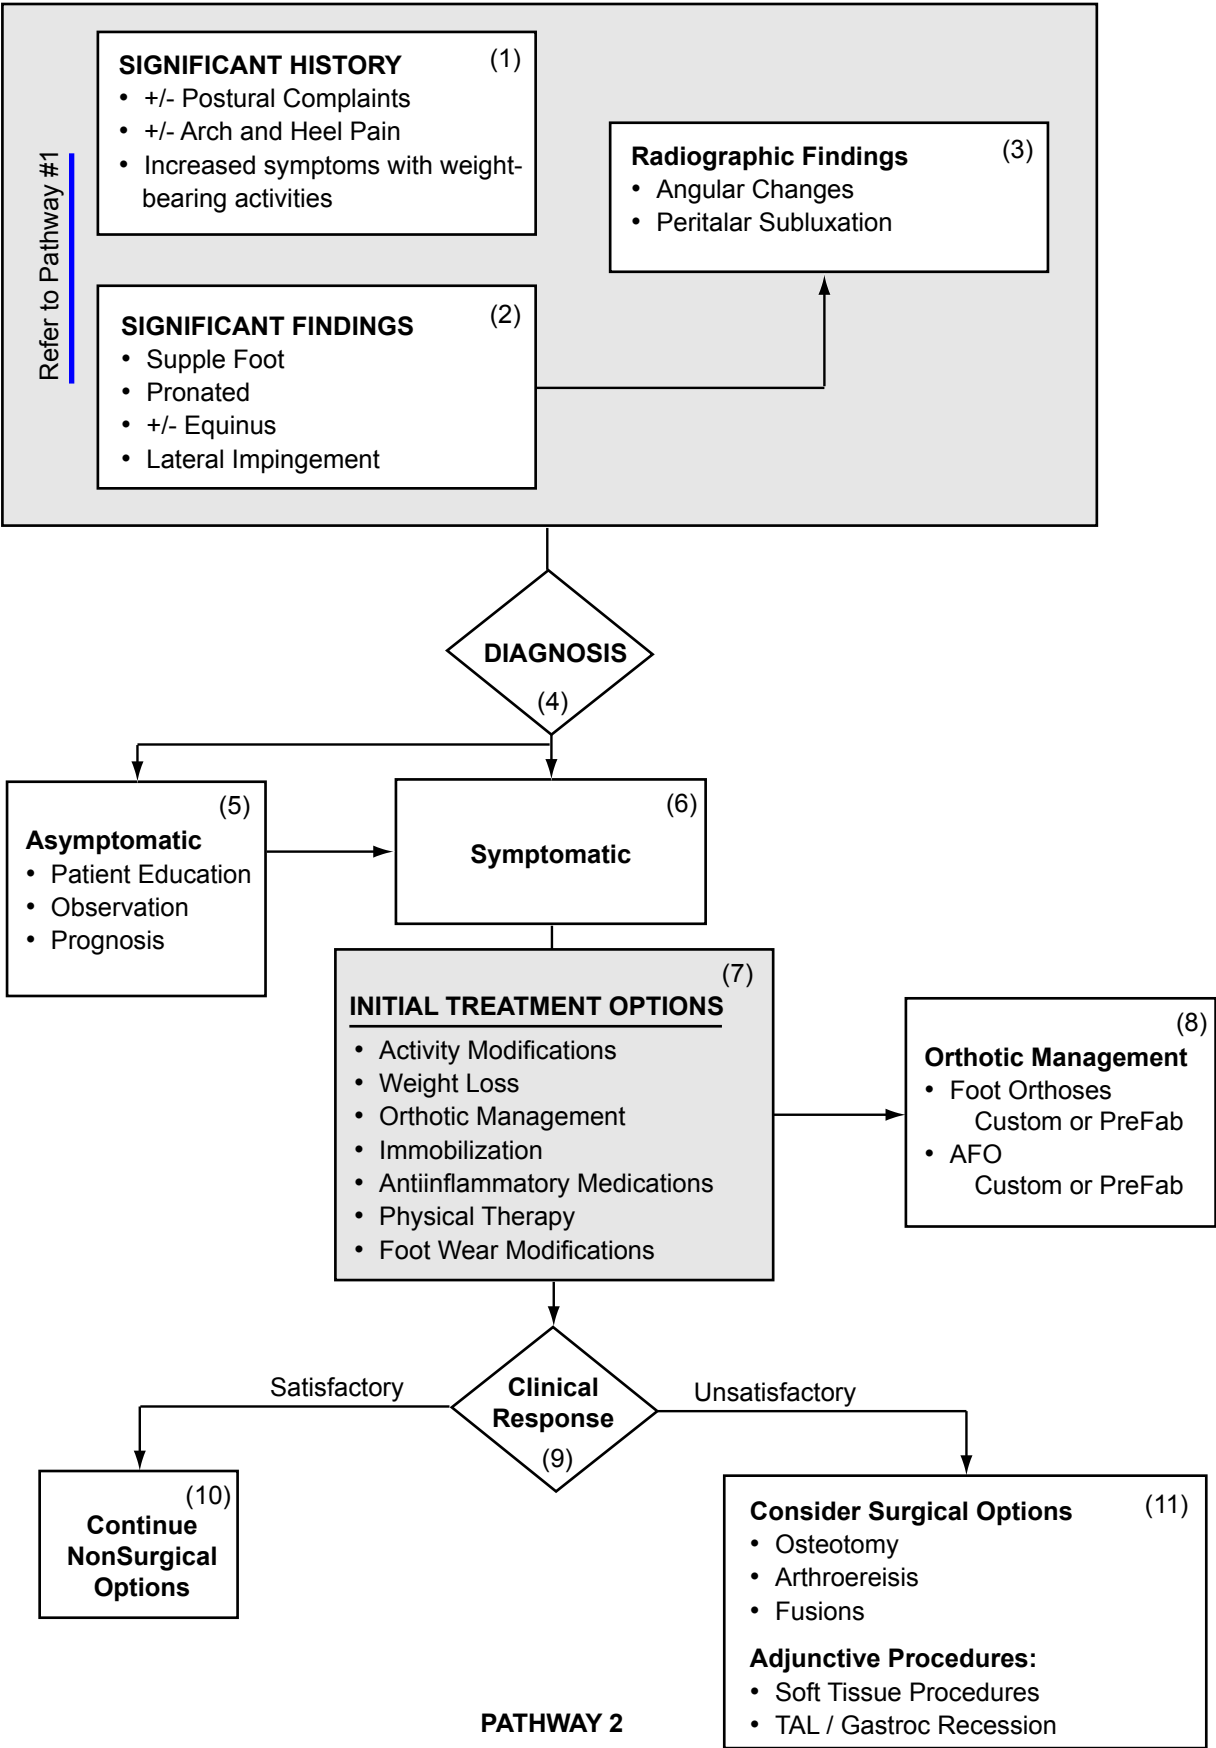 Refer to Pathway #1
SIGNIFICANT HISTORY (1)
• +/- Postural Complaints
• +/- Arch and Heel Pain
• Increased symptoms with weight-
bearing activities
SIGNIFICANT FINDINGS (2)
• Supple Foot
• Pronated
• +/- Equinus
• Lateral Impingement
Radiographic Findings (3)
• Angular Changes
• Peritalar Subluxation
DIAGNOSIS
(4)
(5)
Asymptomatic
• Patient Education
• Observation
• Prognosis
(6)
Symptomatic
(7)
INITIAL TREATMENT OPTIONS
• Activity Modifications
• Weight Loss
• Orthotic Management
• Immobilization
• Antiinflammatory Medications
• Physical Therapy
• Foot Wear Modifications
(8)
Orthotic Management
• Foot Orthoses
Custom or PreFab
• AFO
Custom or PreFab
Clinical
Response
(9)
Satisfactory
Unsatisfactory
(10)
Continue
NonSurgical
Options
Consider Surgical Options (11)
• Osteotomy
• Arthroereisis
• Fusions
Adjunctive Procedures:
• Soft Tissue Procedures
• TAL / Gastroc Recession
PATHWAY 2